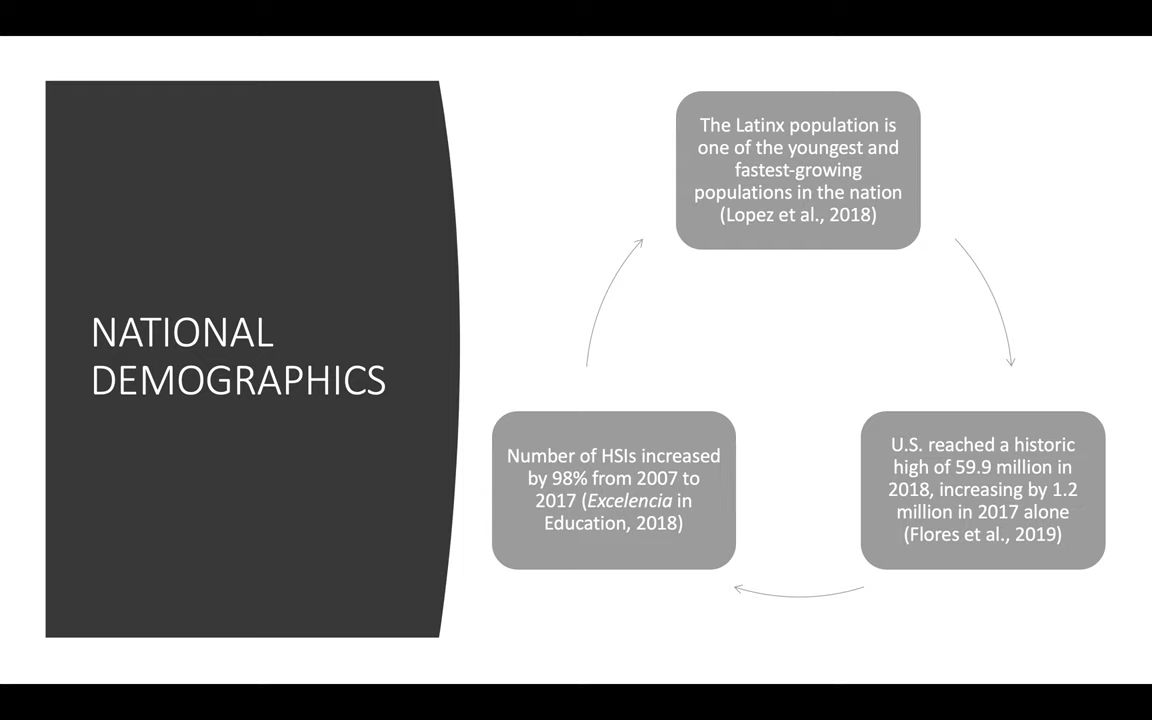 NATIONAL
DEMOGRAPHICS
The Latinx population is
one of the youngest and
fastest-growing
populations in the nation
(Lopez et al., 2018)
U.S. reached a historic
high of 59.9 million in
2018, increasing by 1.2
million in 2017 alone
(Flores et al., 2019)
Number of HSIs increased
by 98% from 2007 to
2017 (Excelencia in
Education, 2018)